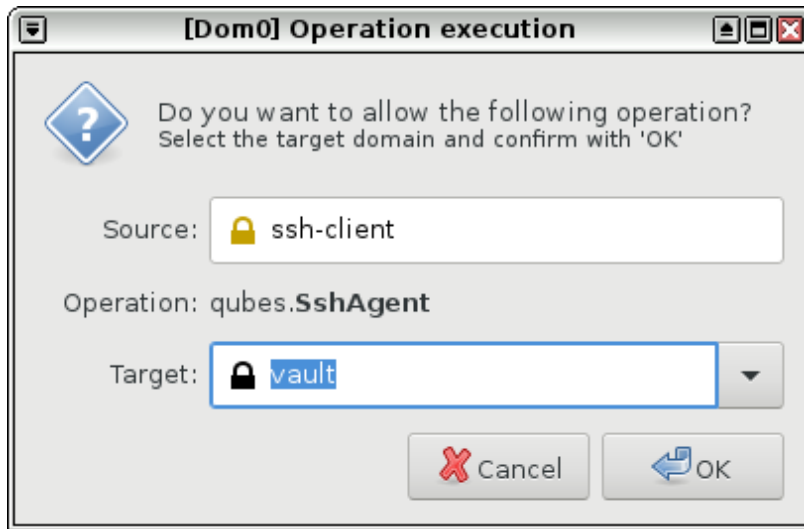 [Dom0] Operation execution
Do you want to allow the following operation?
Select the target domain and confirm with 'OK'
Source: ssh-client
Operation: qubes.SshAgent
Target: vault
Cancel OK